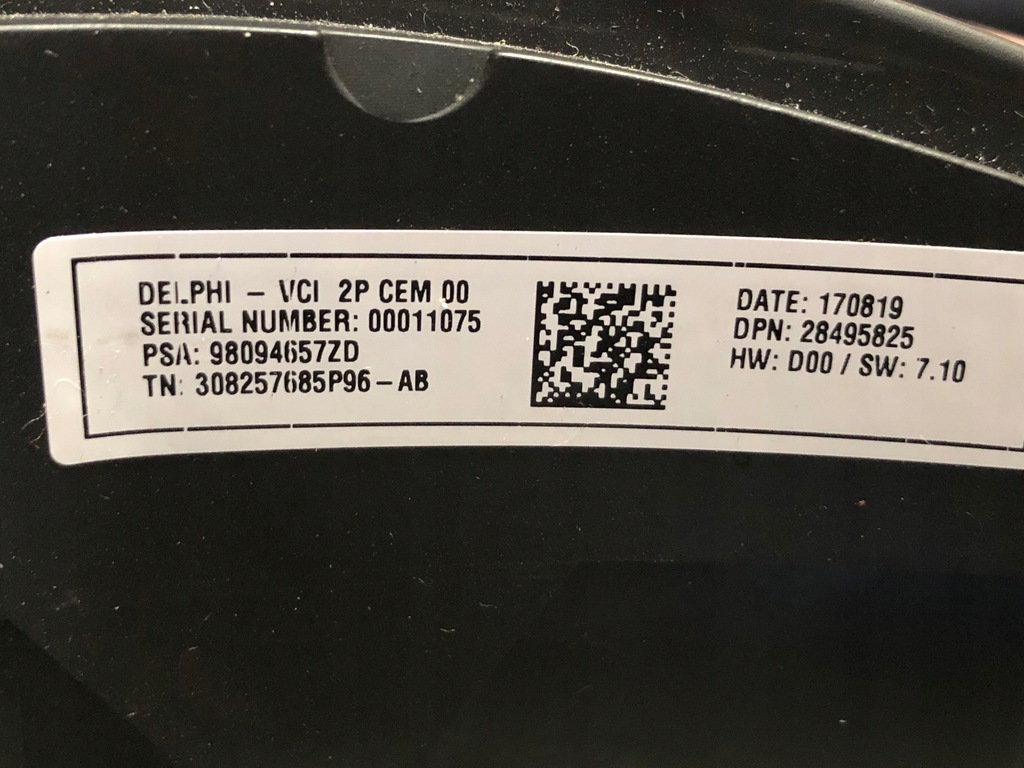 DELPHI - VCI 2P CEM 00
SERIAL NUMBER: 00011075
PSA: 98094657ZD
TN: 308257685P96-AB
DATE: 170819
DPN: 28495825
HW: D00 / SW: 7.10